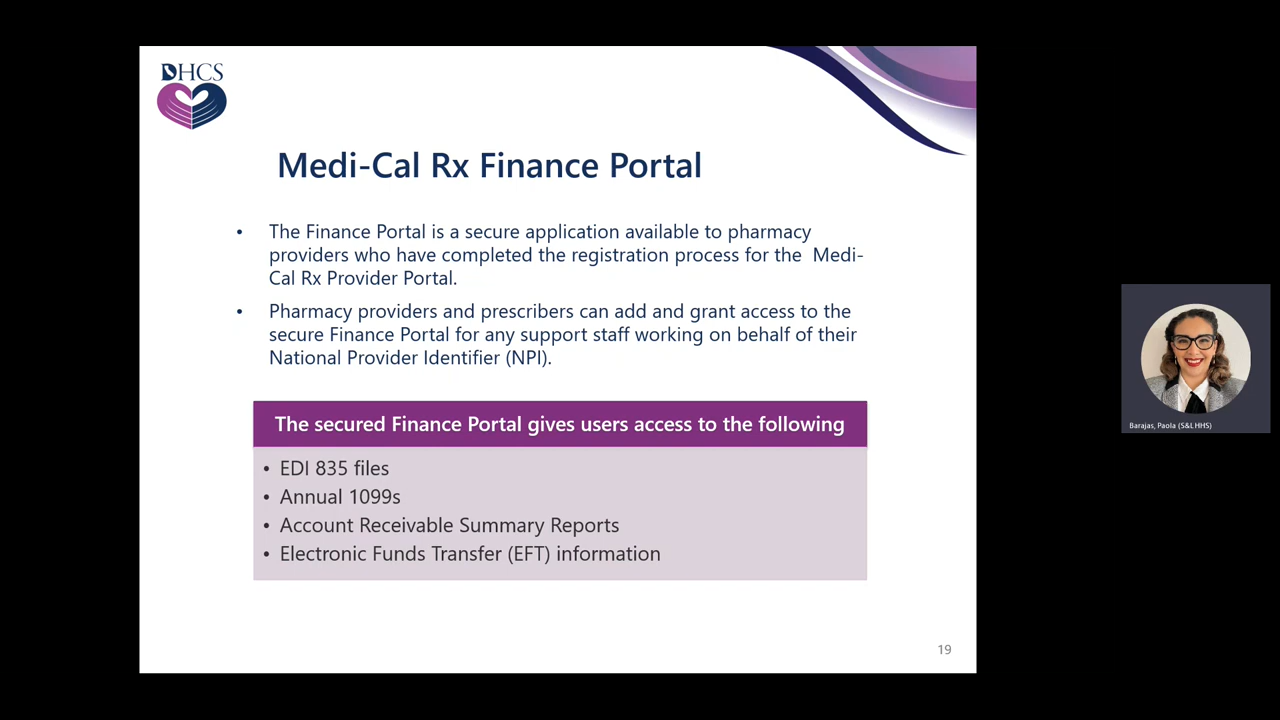 DHCS
Medi-Cal Rx Finance Portal
• The Finance Portal is a secure application available to pharmacy
providers who have completed the registration process for the Medi-
Cal Rx Provider Portal.
• Pharmacy providers and prescribers can add and grant access to the
secure Finance Portal for any support staff working on behalf of their
National Provider Identifier (NPI).
The secured Finance Portal gives users access to the following
• EDI 835 files
• Annual 1099s
• Account Receivable Summary Reports
• Electronic Funds Transfer (EFT) information
19
Barajas, Paola (S&L HHS)